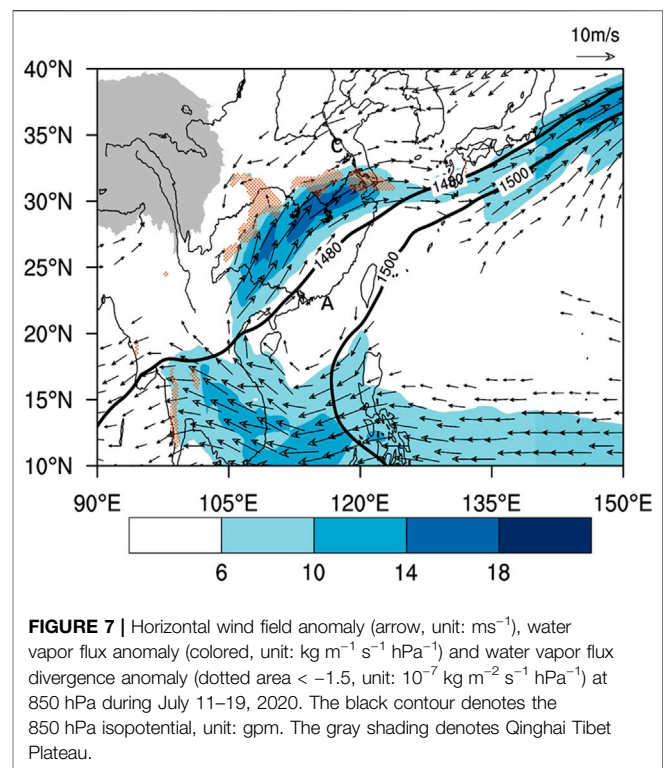 10m/s
40°N
35°N
C
30°N
1480
1500
J
S
25°N
1480
1500
A
20°N
15°N
10°N
90°E 105°E 120°E 135°E 150°E
6 10 14 18
FIGURE 7 | Horizontal wind field anomaly (arrow, unit: ms⁻¹), water
vapor flux anomaly (colored, unit: kg m⁻¹ s⁻¹ hPa⁻¹) and water vapor flux
divergence anomaly (dotted area < −1.5, unit: 10⁻⁷ kg m⁻² s⁻¹ hPa⁻¹) at
850 hPa during July 11–19, 2020. The black contour denotes the
850 hPa isopotential, unit: gpm. The gray shading denotes Qinghai Tibet
Plateau.